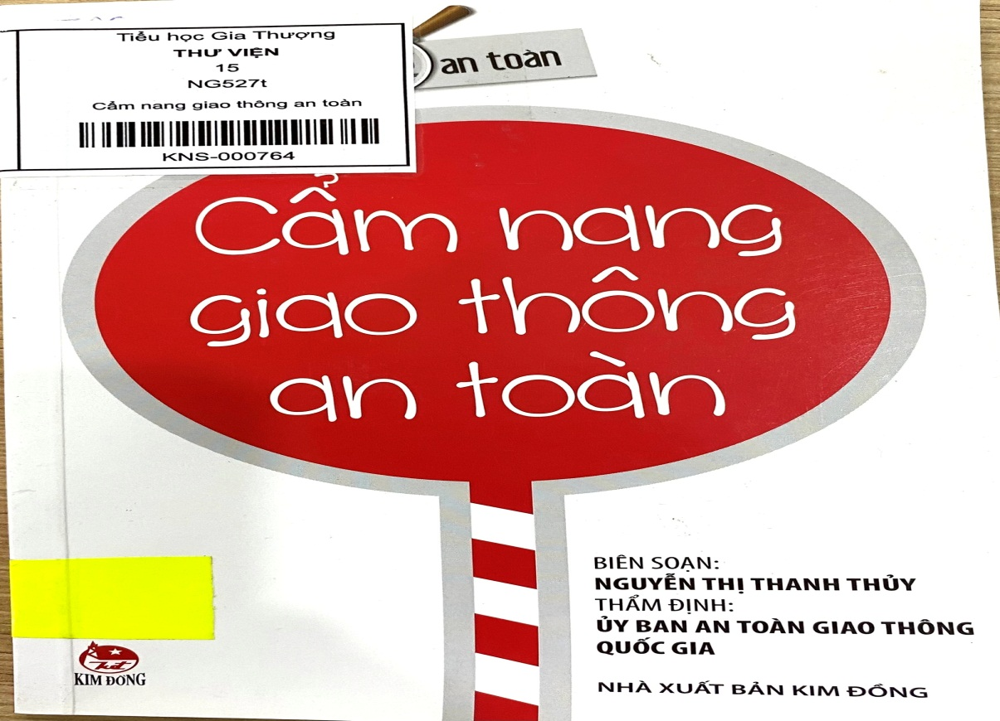 Tiểu học Gia Thượng
THƯ VIỆN
15
NG527t
Cẩm nang giao thông an toàn
KNS-000764
an toàn
Cẩm nang
giao thông
an toàn
BIÊN SOẠN:
NGUYỄN THỊ THANH THỦY
THẨM ĐỊNH:
ỦY BAN AN TOÀN GIAO THÔNG
QUỐC GIA
NHÀ XUẤT BẢN KIM ĐỒNG
KIM ĐỒNG